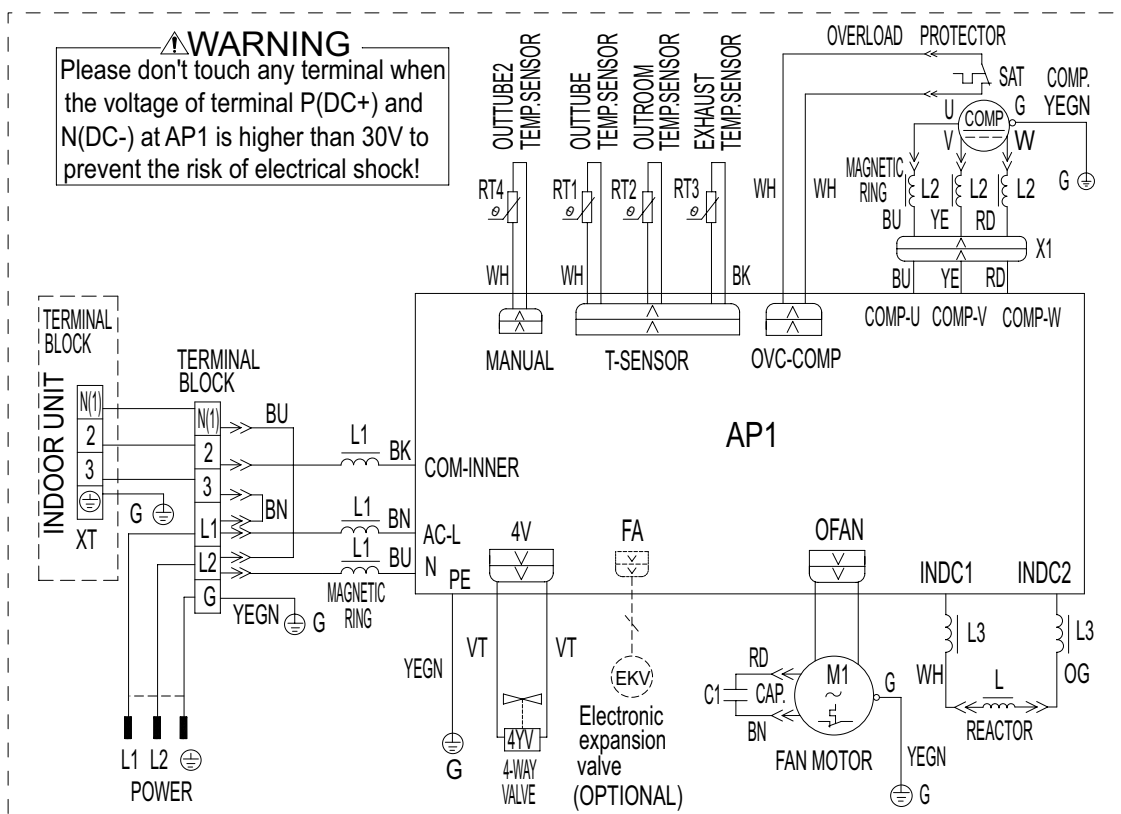 WARNING
Please don't touch any terminal when
the voltage of terminal P(DC+) and
N(DC-) at AP1 is higher than 30V to
prevent the risk of electrical shock!
OUTTUBE2
TEMP.SENSOR
OUTTUBE
TEMP.SENSOR
OUTROOM
TEMP.SENSOR
EXHAUST
TEMP.SENSOR
OVERLOAD PROTECTOR
SAT
COMP.
YEGN
U
G
COMP
V
W
MAGNETIC
RING
L2
L2
L2
G
RT4
θ
RT1
θ
RT2
θ
RT3
θ
WH
WH
BU
YE
RD
X1
WH
WH
BK
BU
YE
RD
COMP-U
COMP-V
COMP-W
MANUAL
T-SENSOR
OVC-COMP
TERMINAL
BLOCK
INDOOR UNIT
N(1)
2
3
XT
G
TERMINAL
BLOCK
N(1)
2
3
L1
L2
G
BU
BN
YEGN
G
L1
BK
COM-INNER
L1
BN
AC-L
L1
BU
N
MAGNETIC
RING
PE
AP1
4V
FA
OFAN
INDC1
INDC2
YEGN
G
VT
VT
4YV
4-WAY
VALVE
EKV
Electronic
expansion
valve
(OPTIONAL)
RD
C1
CAP.
BN
M1
G
FAN MOTOR
YEGN
G
L3
WH
L
REACTOR
L3
OG
L1
L2
POWER